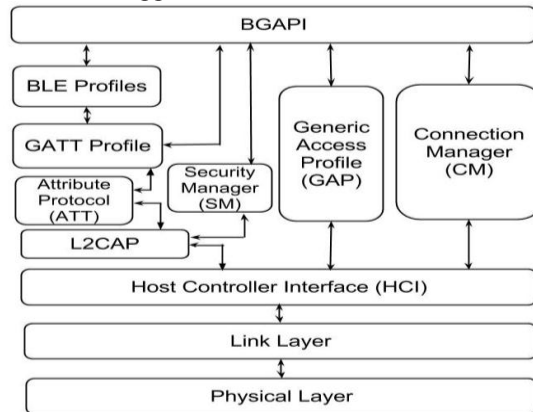 BGAPI
BLE Profiles
GATT Profile
Attribute
Protocol
(ATT)
Security
Manager
(SM)
Generic
Access
Profile
(GAP)
Connection
Manager
(CM)
L2CAP
Host Controller Interface (HCI)
Link Layer
Physical Layer